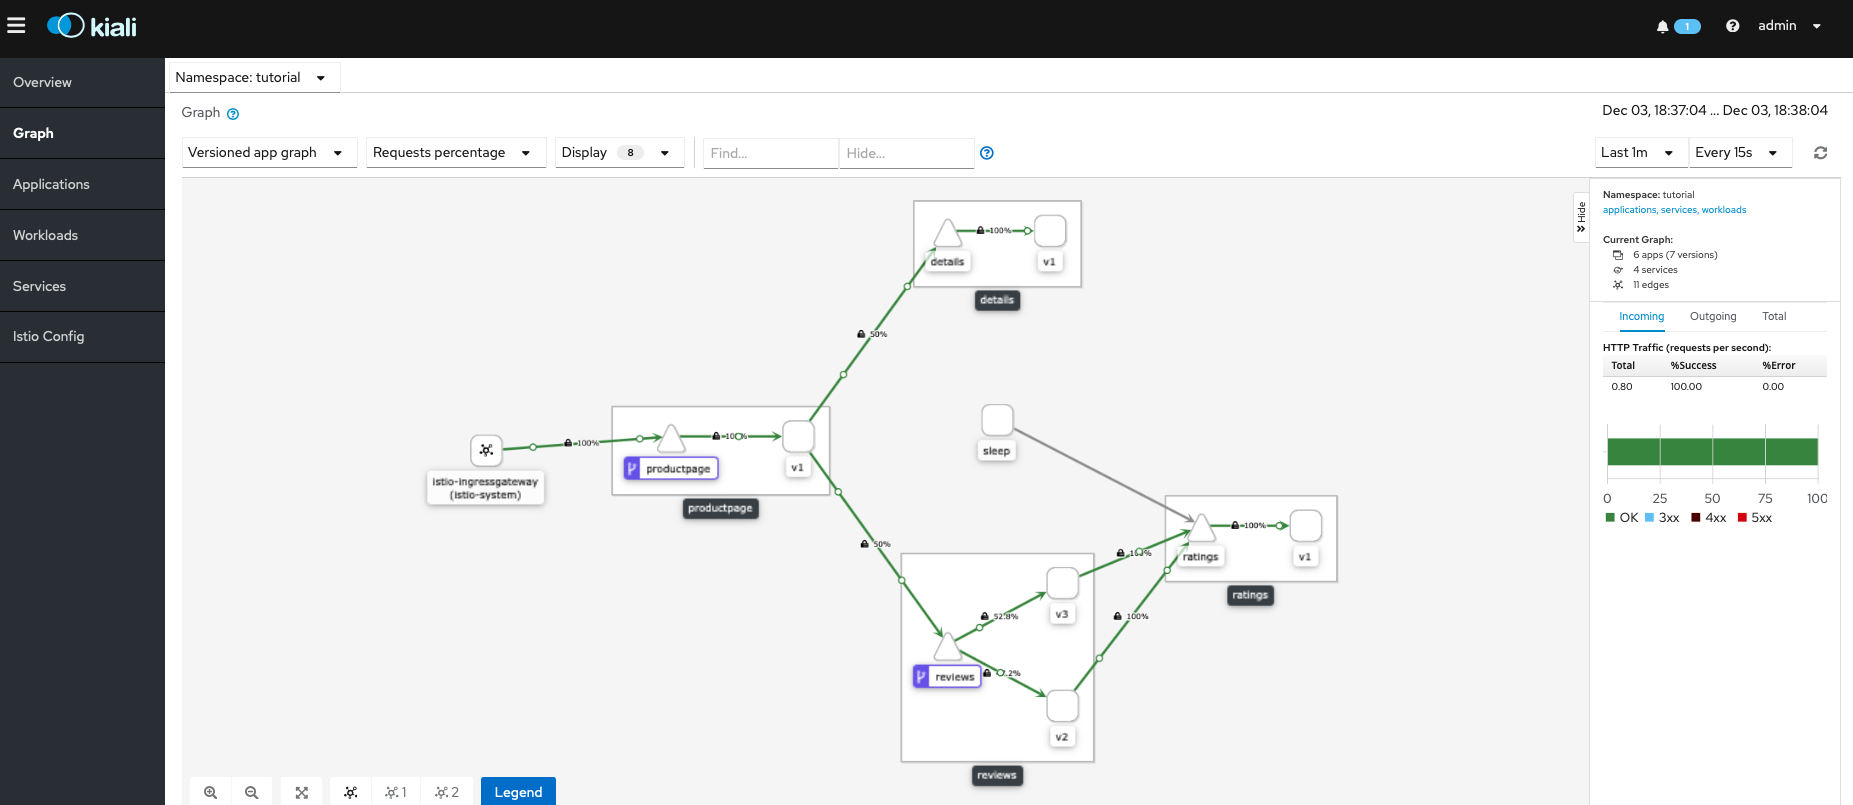 kiali
1
admin
Overview
Graph
Applications
Workloads
Services
Istio Config
Namespace: tutorial
Graph
Dec 03, 18:37:04 ... Dec 03, 18:38:04
Versioned app graph
Requests percentage
Display 8
Find...
Hide...
Last 1m
Every 15s
100%
details
v1
details
50%
100%
istio-ingressgateway
(istio-system)
100%
productpage
v1
productpage
sleep
50%
100%
ratings
v1
ratings
100%
100%
52.8%
v3
reviews
v2
reviews
1
2
Legend
Hide
Namespace: tutorial
applications, services, workloads
Current Graph:
6 apps (7 versions)
4 services
11 edges
Incoming Outgoing Total
HTTP Traffic (requests per second):
Total %Success %Error
0.80 100.00 0.00
0 25 50 75 100
OK 3xx 4xx 5xx